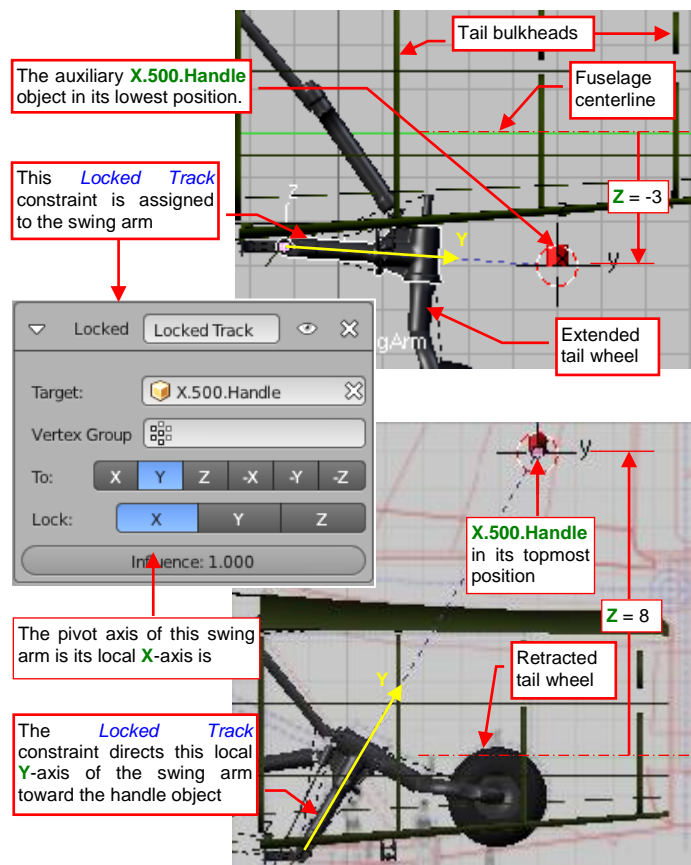 Tail bulkheads
The auxiliary X.500.Handle
object in its lowest position.
Fuselage
centerline
This Locked Track
constraint is assigned
to the swing arm
z
Z = -3
Y
y
Extended
tail wheel
gArm
Locked
Locked Track
Target:
X.500.Handle
Vertex Group
To:
X Y Z -X -Y -Z
Lock:
X Y Z
Influence: 1.000
y
X.500.Handle
in its topmost
position
Z = 8
The pivot axis of this swing
arm is its local X-axis is
Retracted
tail wheel
Y
The Locked Track
constraint directs this local
Y-axis of the swing arm
toward the handle object